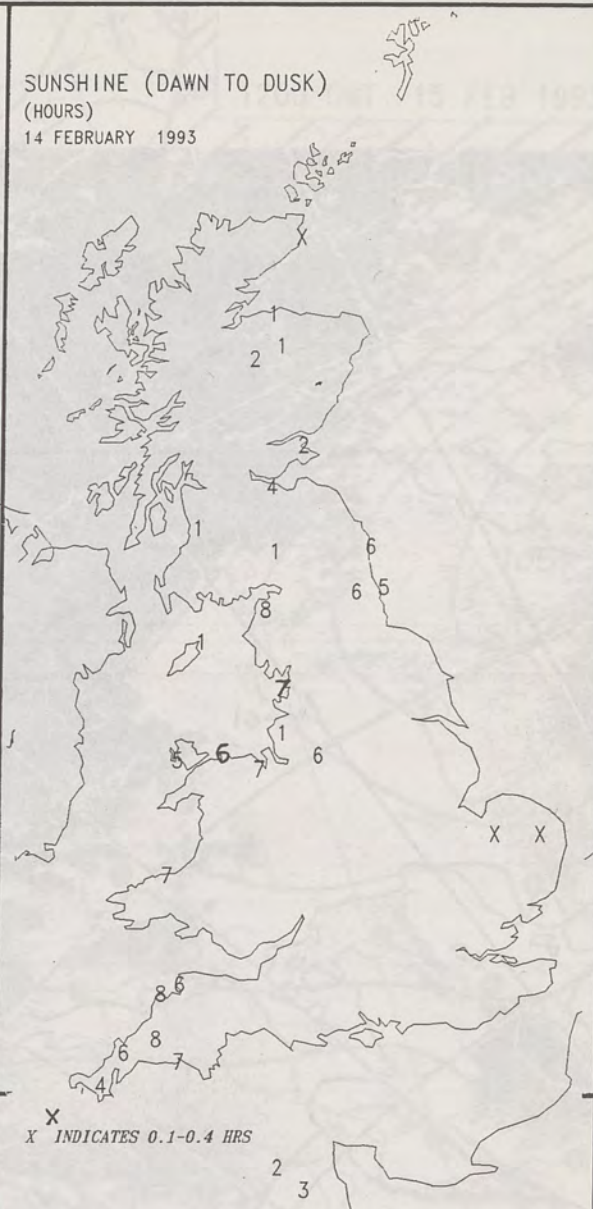 SUNSHINE (DAWN TO DUSK)
(HOURS)
14 FEBRUARY 1993
X
1
1
2
2
4
1
6
1
6 5
8
1
7
1
5 6 7 6
X X
7
8 6
8
6 7
4
X
X INDICATES 0.1-0.4 HRS
2
3